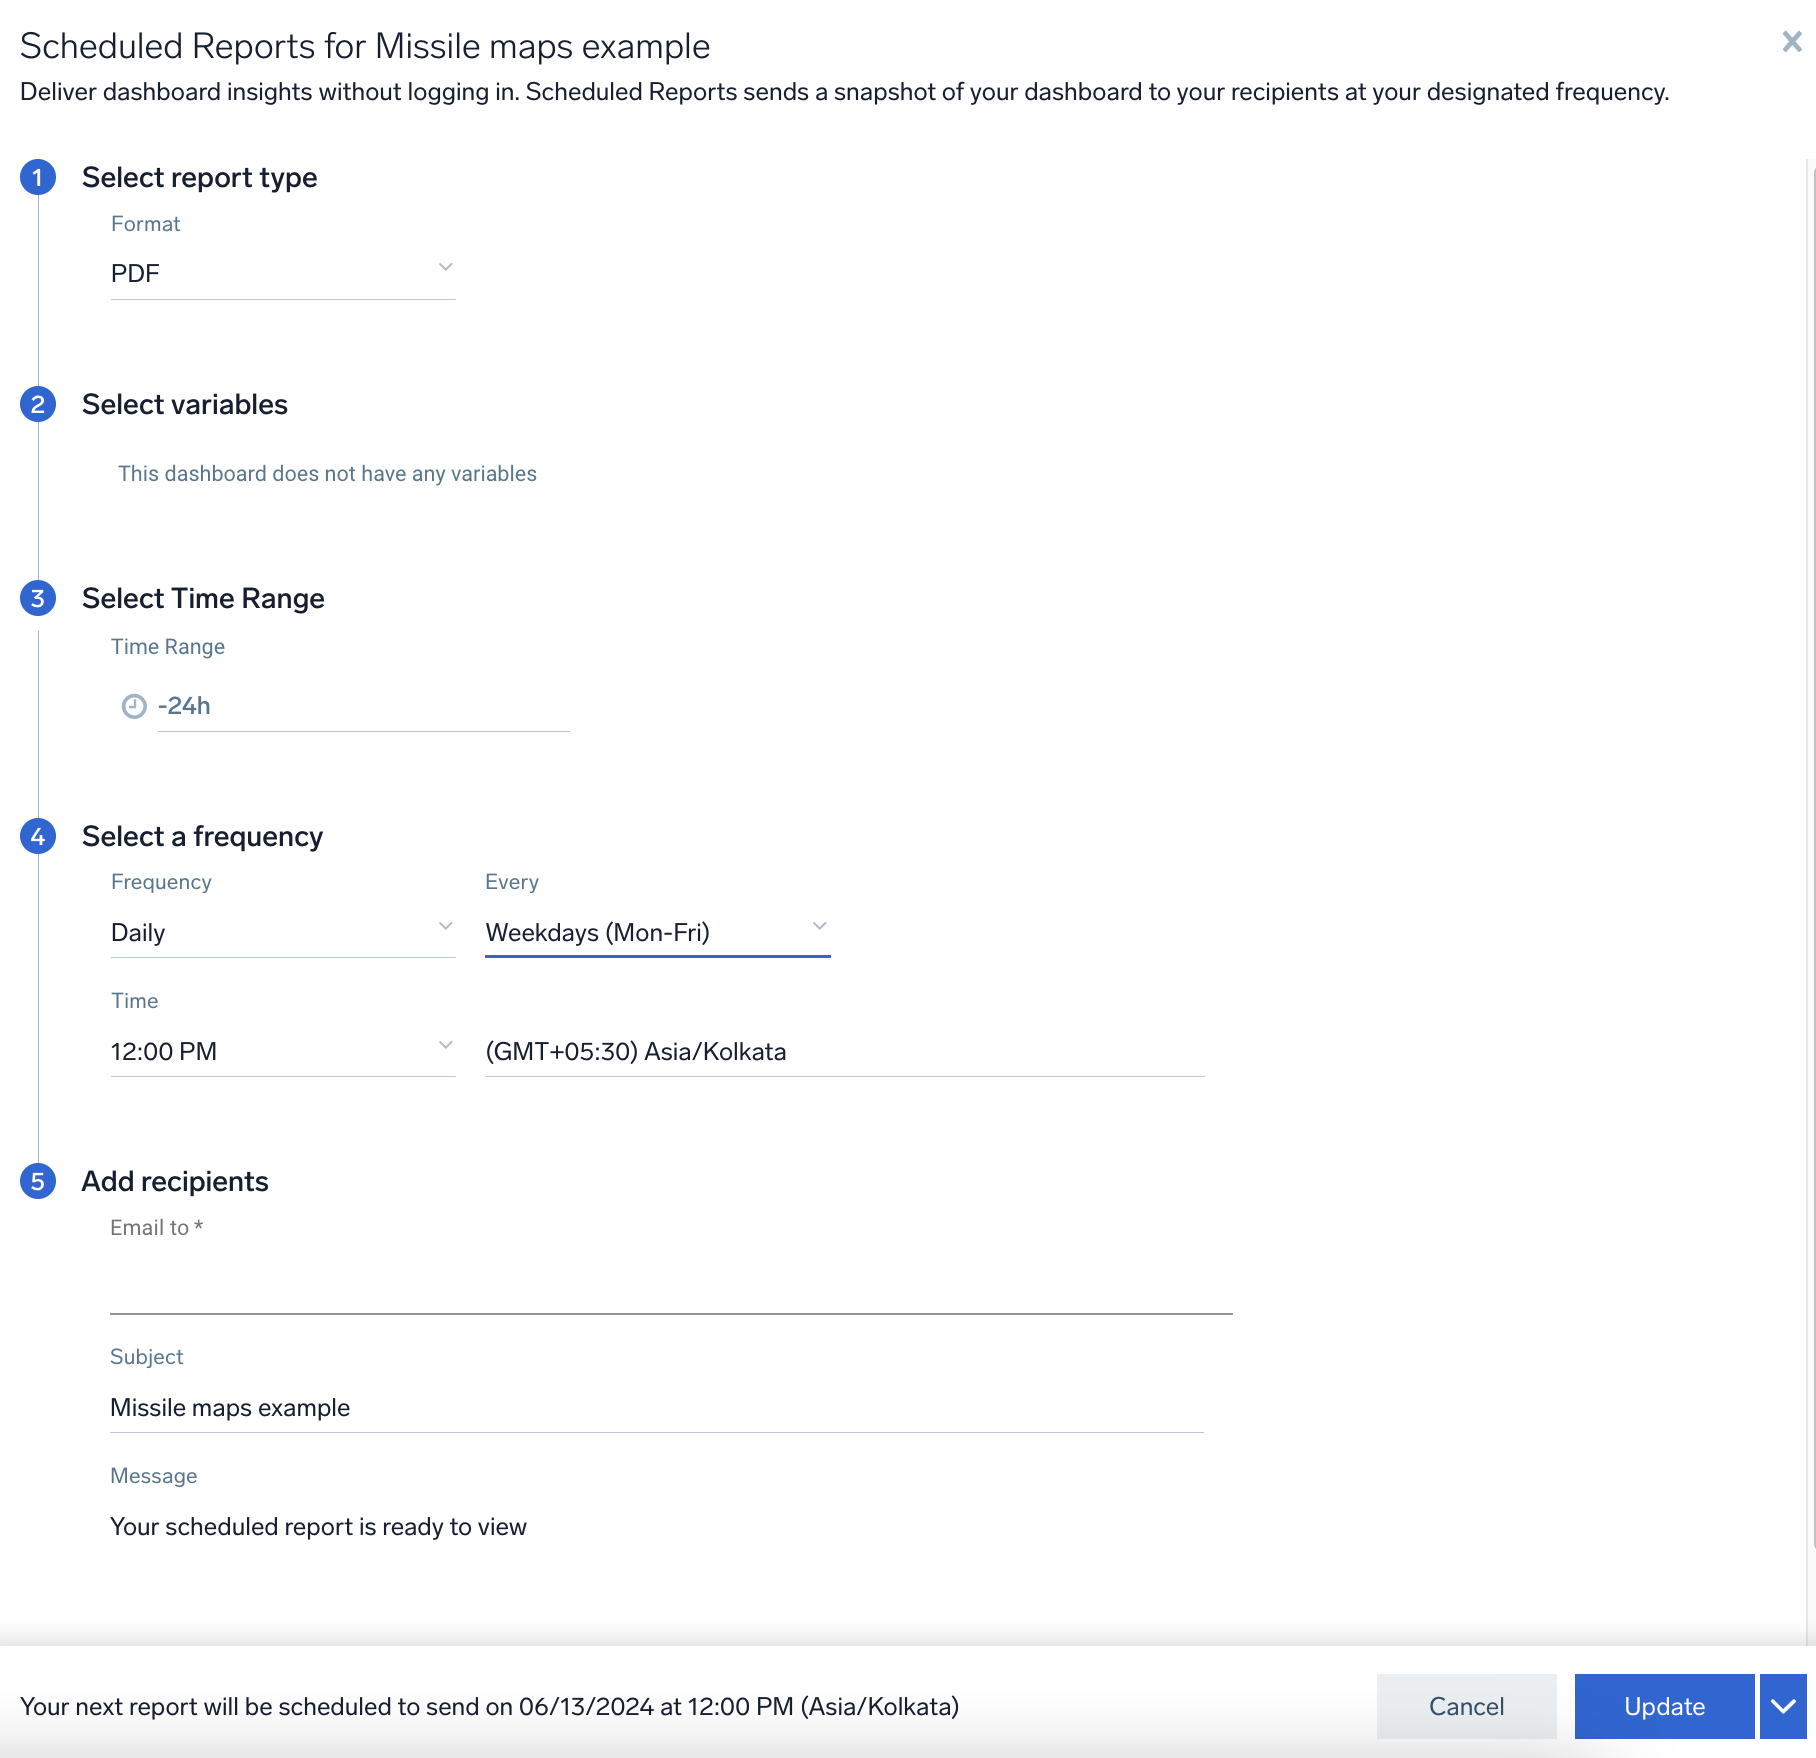 Scheduled Reports for Missile maps example
Deliver dashboard insights without logging in. Scheduled Reports sends a snapshot of your dashboard to your recipients at your designated frequency.
1 Select report type
Format
PDF
2 Select variables
This dashboard does not have any variables
3 Select Time Range
Time Range
-24h
4 Select a frequency
Frequency Every
Daily Weekdays (Mon-Fri)
Time
12:00 PM (GMT+05:30) Asia/Kolkata
5 Add recipients
Email to *
Subject
Missile maps example
Message
Your scheduled report is ready to view
Your next report will be scheduled to send on 06/13/2024 at 12:00 PM (Asia/Kolkata) Cancel Update